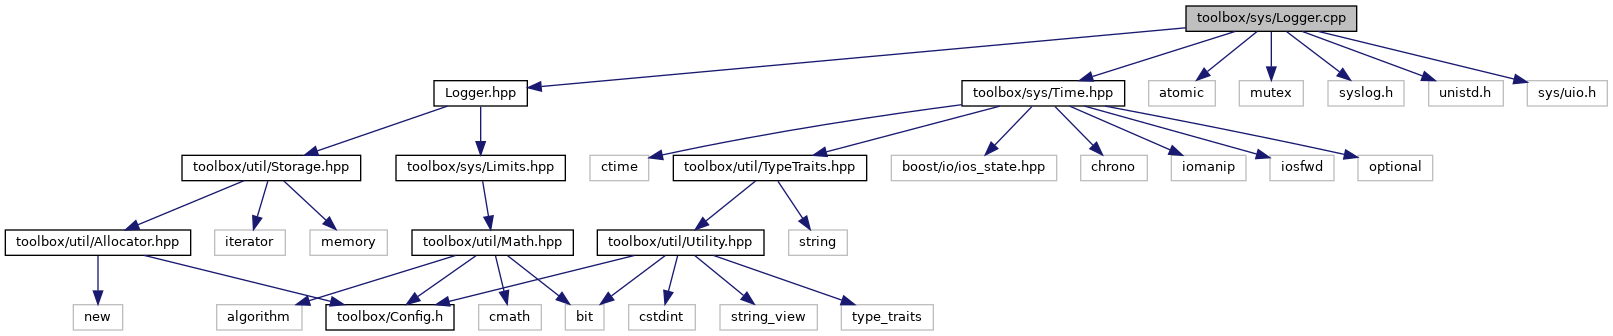 toolbox/sys/Logger.cpp
Logger.hpp
toolbox/sys/Time.hpp
atomic
mutex
syslog.h
unistd.h
sys/uio.h
toolbox/util/Storage.hpp
toolbox/sys/Limits.hpp
ctime
toolbox/util/TypeTraits.hpp
boost/io/ios_state.hpp
chrono
iomanip
iosfwd
optional
toolbox/util/Allocator.hpp
iterator
memory
toolbox/util/Math.hpp
toolbox/util/Utility.hpp
string
new
algorithm
toolbox/Config.h
cmath
bit
cstdint
string_view
type_traits